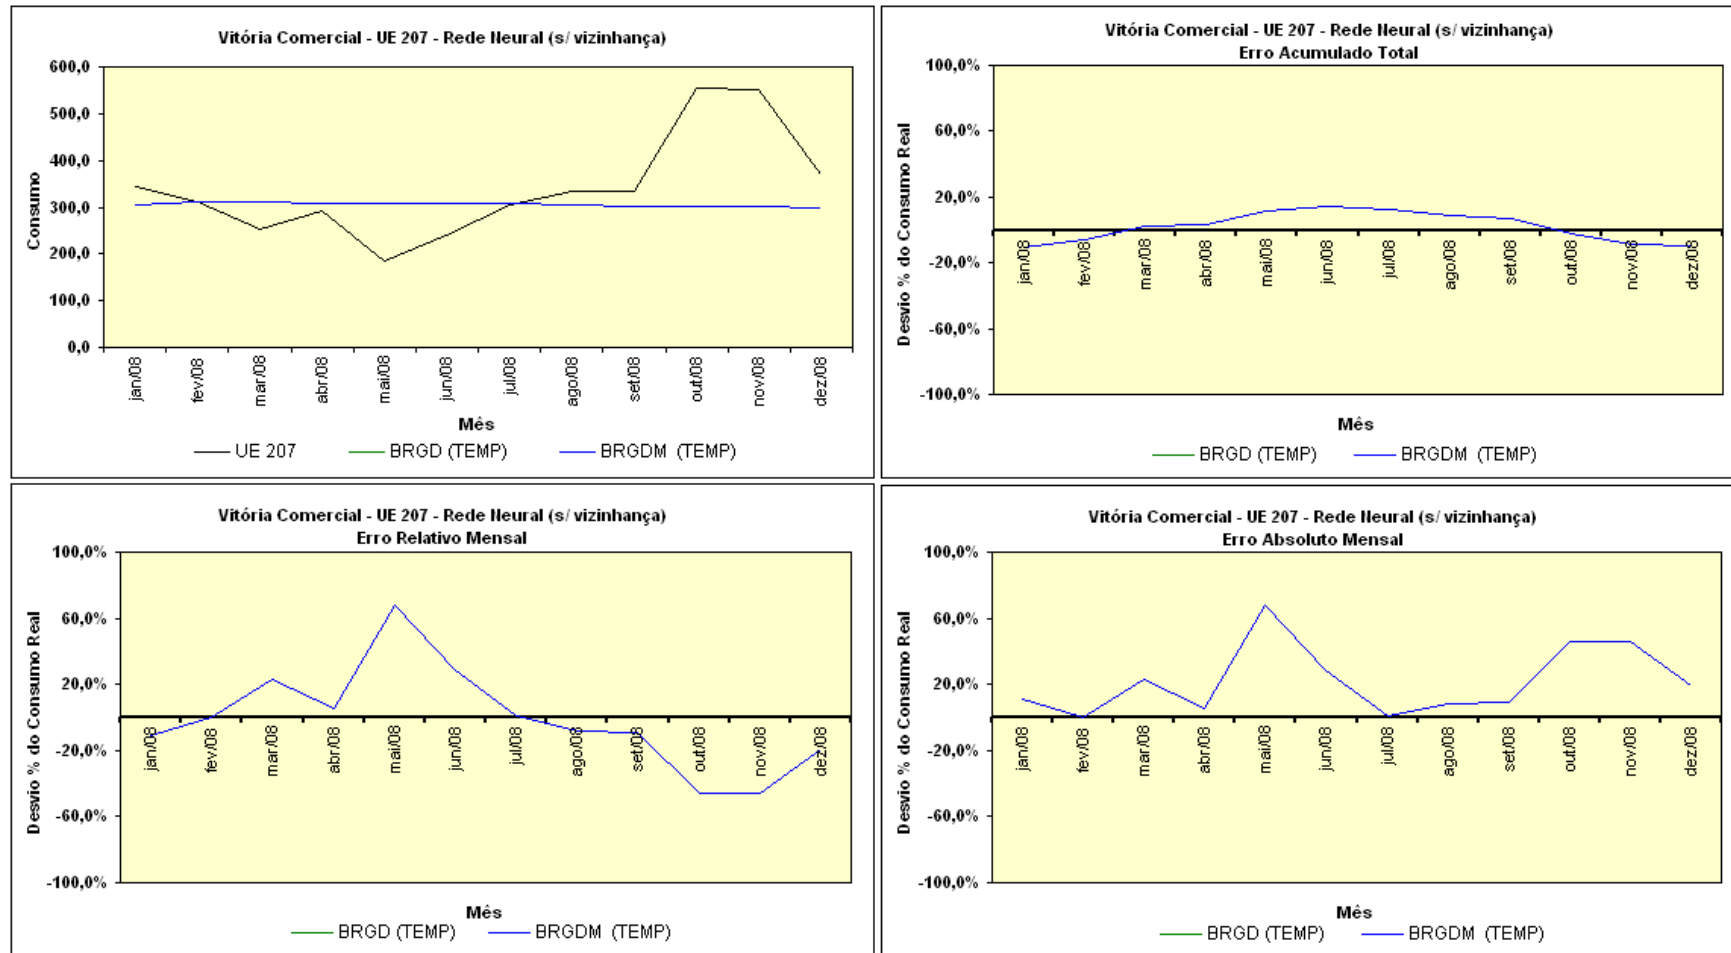 Vitória Comercial - UE 207 - Rede Neural (s/ vizinhança)
Consumo
600,0
500,0
400,0
300,0
200,0
100,0
0,0
jan/08
fev/08
mar/08
abr/08
mai/08
jun/08
jul/08
ago/08
set/08
out/08
nov/08
dez/08
Mês
UE 207
BRGD (TEMP)
BRGDM (TEMP)
Vitória Comercial - UE 207 - Rede Neural (s/ vizinhança)
Erro Acumulado Total
Desvio % do Consumo Real
100,0%
60,0%
20,0%
-20,0%
-60,0%
-100,0%
jan/08
fev/08
mar/08
abr/08
mai/08
jun/08
jul/08
ago/08
set/08
out/08
nov/08
dez/08
Mês
BRGD (TEMP)
BRGDM (TEMP)
Vitória Comercial - UE 207 - Rede Neural (s/ vizinhança)
Erro Relativo Mensal
Desvio % do Consumo Real
100,0%
60,0%
20,0%
-20,0%
-60,0%
-100,0%
jan/08
fev/08
mar/08
abr/08
mai/08
jun/08
jul/08
ago/08
set/08
out/08
nov/08
dez/08
Mês
BRGD (TEMP)
BRGDM (TEMP)
Vitória Comercial - UE 207 - Rede Neural (s/ vizinhança)
Erro Absoluto Mensal
Desvio % do Consumo Real
100,0%
60,0%
20,0%
-20,0%
-60,0%
-100,0%
jan/08
fev/08
mar/08
abr/08
mai/08
jun/08
jul/08
ago/08
set/08
out/08
nov/08
dez/08
Mês
BRGD (TEMP)
BRGDM (TEMP)